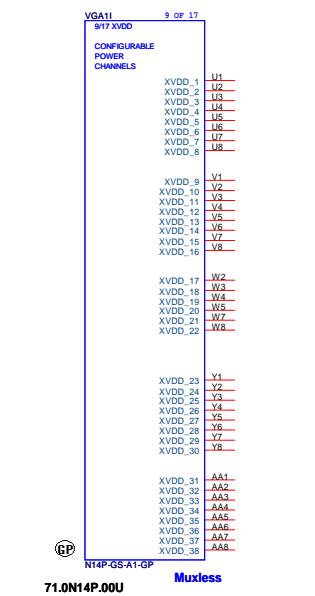 VGA1I 9 OF 17
9/17 XVDD
CONFIGURABLE
POWER
CHANNELS
XVDD_1 U1
XVDD_2 U2
XVDD_3 U3
XVDD_4 U4
XVDD_5 U5
XVDD_6 U6
XVDD_7 U7
XVDD_8 U8
XVDD_9 V1
XVDD_10 V2
XVDD_11 V3
XVDD_12 V4
XVDD_13 V5
XVDD_14 V6
XVDD_15 V7
XVDD_16 V8
XVDD_17 W2
XVDD_18 W3
XVDD_19 W4
XVDD_20 W5
XVDD_21 W7
XVDD_22 W8
XVDD_23 Y1
XVDD_24 Y2
XVDD_25 Y3
XVDD_26 Y4
XVDD_27 Y5
XVDD_28 Y6
XVDD_29 Y7
XVDD_30 Y8
XVDD_31 AA1
XVDD_32 AA2
XVDD_33 AA3
XVDD_34 AA4
XVDD_35 AA5
XVDD_36 AA6
XVDD_37 AA7
XVDD_38 AA8
GP
N14P-GS-A1-GP
71.0N14P.00U
Muxless